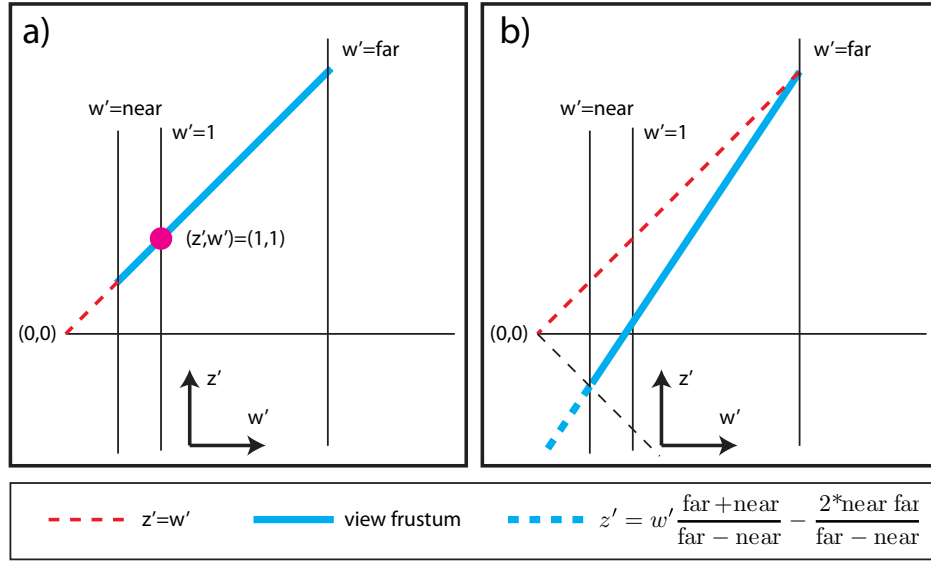 a)
w'=far
w'=near
w'=1
(z',w')=(1,1)
(0,0)
z'
w'
b)
w'=far
w'=near
w'=1
(0,0)
z'
w'
z'=w'
view frustum
z' = w' far+near / far − near − 2*near far / far − near